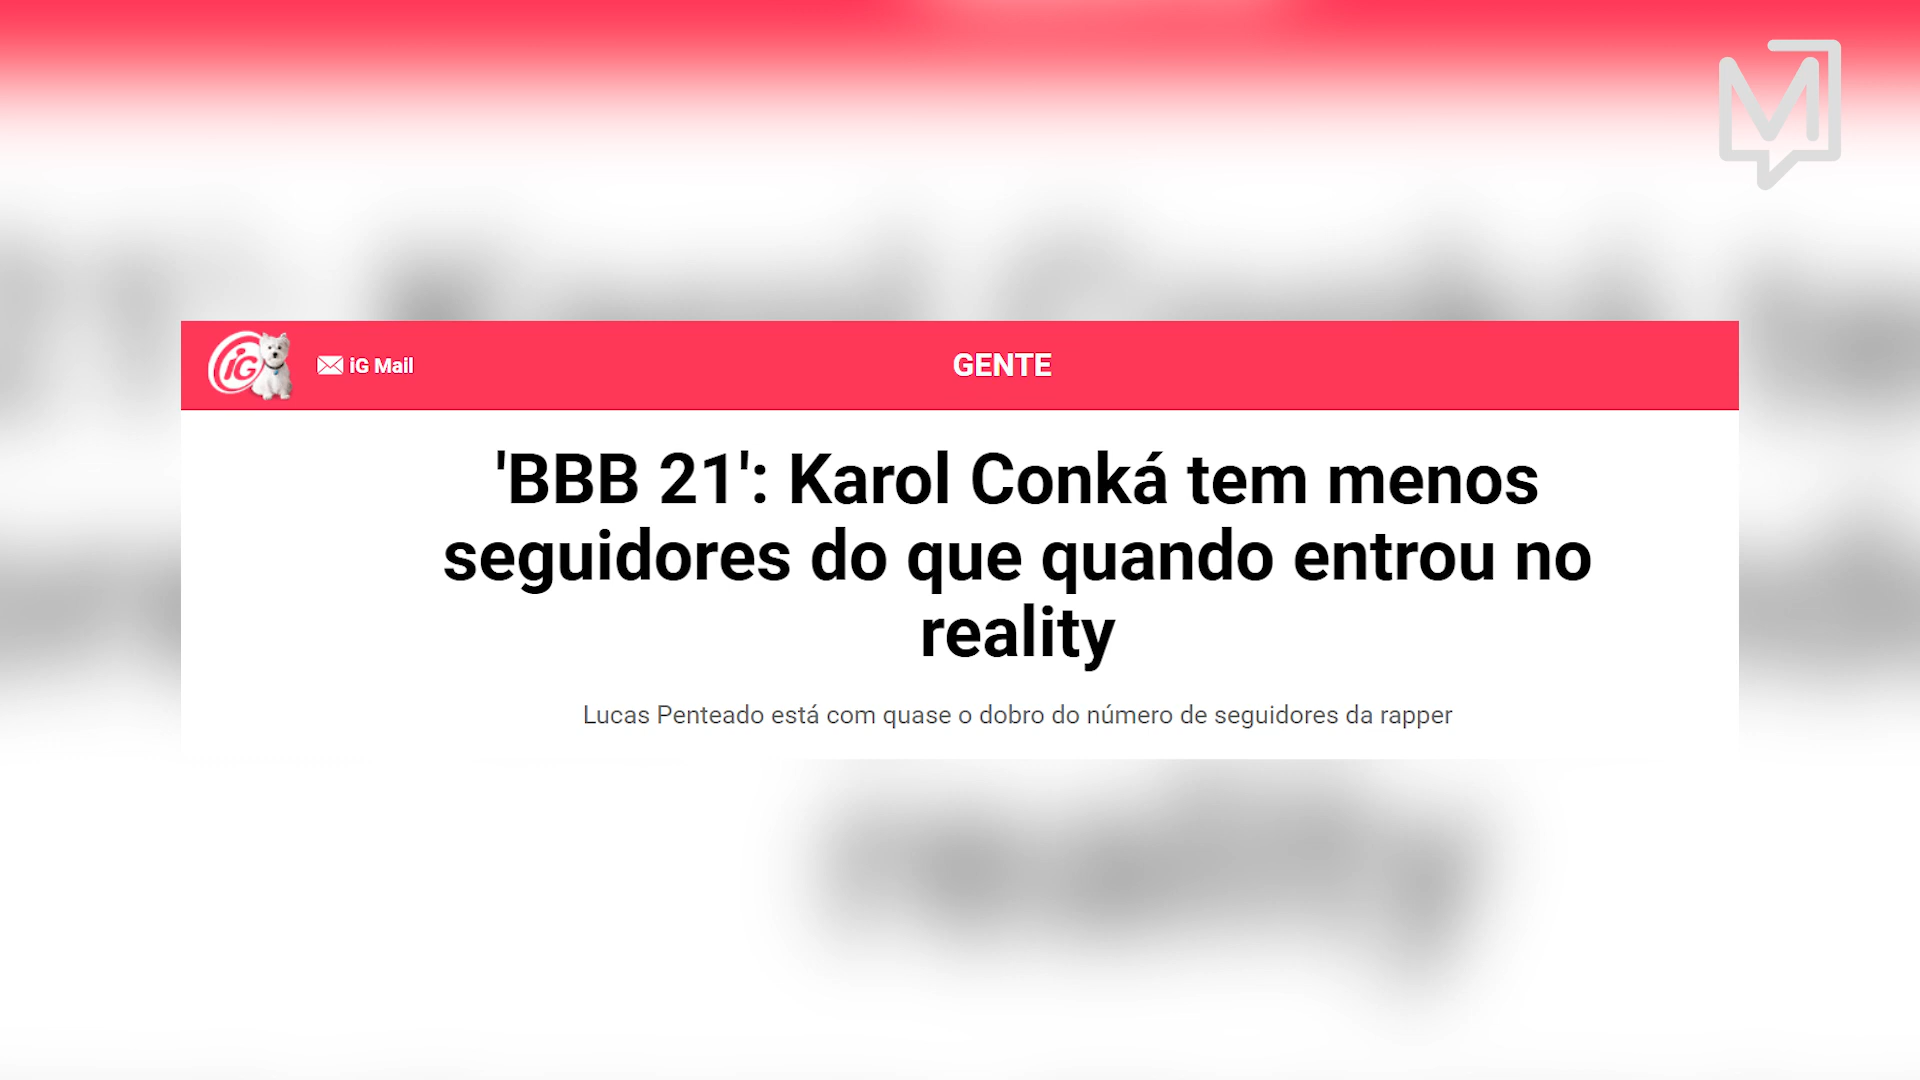 iG
iG Mail
GENTE
'BBB 21': Karol Conká tem menos
seguidores do que quando entrou no
reality
Lucas Penteado está com quase o dobro do número de seguidores da rapper